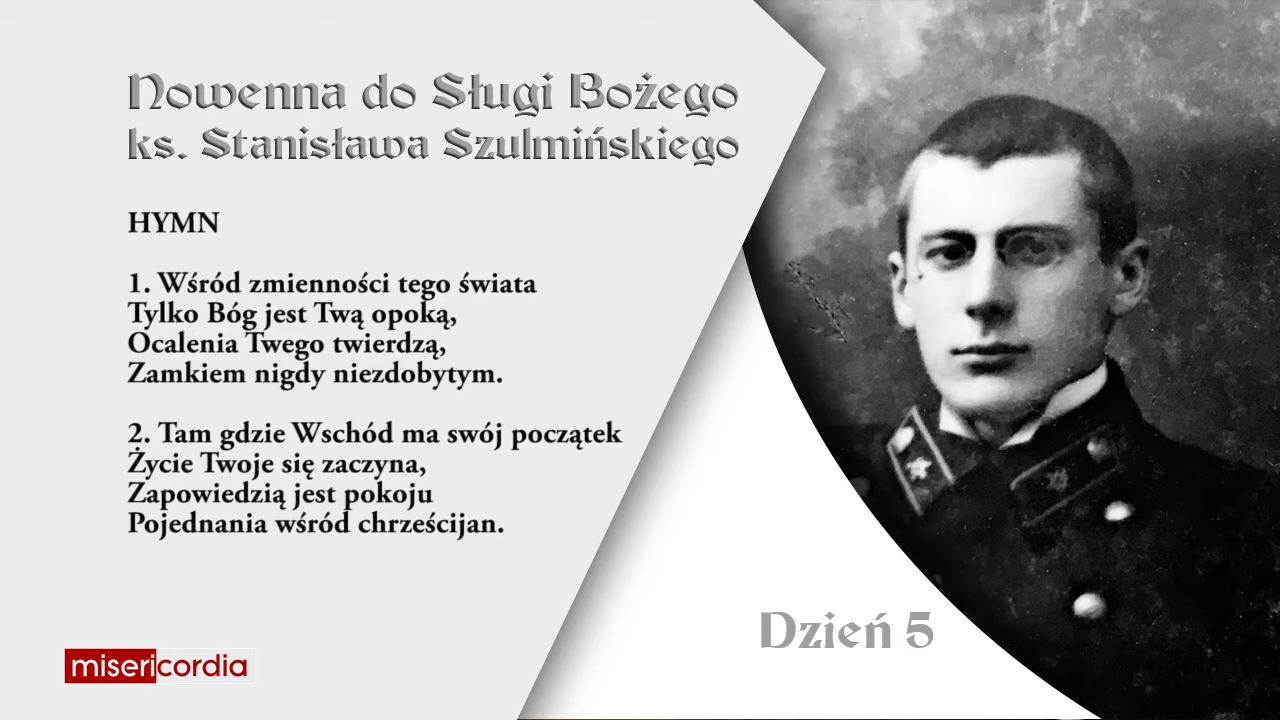 Nowenna do Sługi Bożego
ks. Stanisława Szulmińskiego
HYMN
1. Wśród zmienności tego świata
Tylko Bóg jest Twą opoką,
Ocalenia Twego twierdzą,
Zamkiem nigdy niezdobytym.
2. Tam gdzie Wschód ma swój początek
Życie Twoje się zaczyna,
Zapowiedzią jest pokoju
Pojednania wśród chrześcijan.
Dzień 5
misericordia